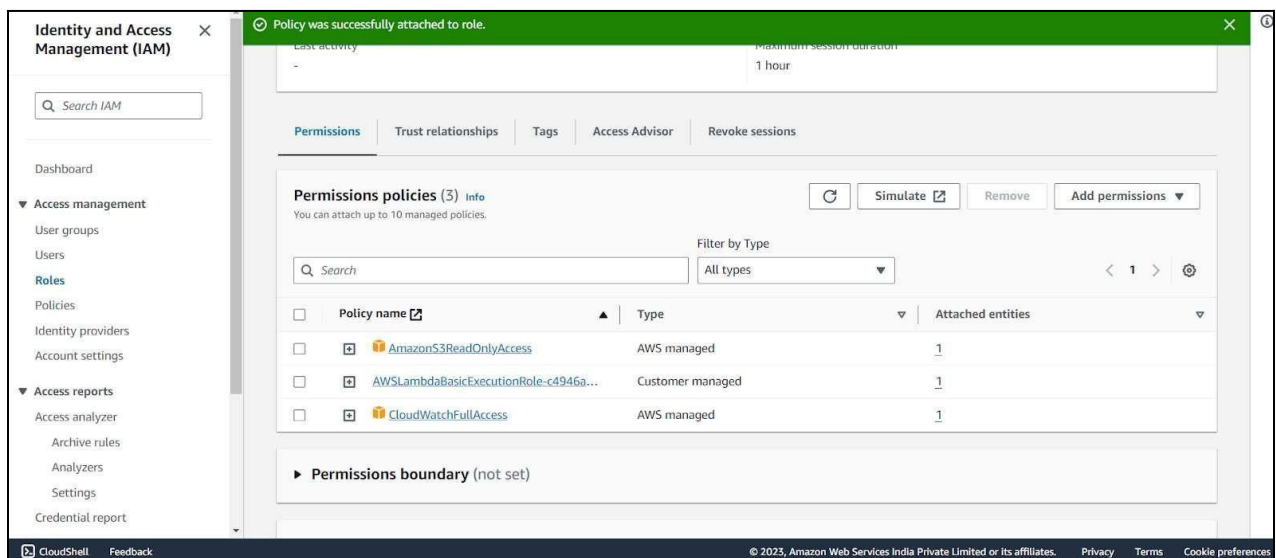 Identity and Access
Management (IAM)
Policy was successfully attached to role.
Last activity
-
Maximum session duration
1 hour
Search IAM
Dashboard
Access management
User groups
Users
Roles
Policies
Identity providers
Account settings
Access reports
Access analyzer
Archive rules
Analyzers
Settings
Credential report
Permissions Trust relationships Tags Access Advisor Revoke sessions
Permissions policies (3) Info
You can attach up to 10 managed policies.
Simulate Remove Add permissions
Filter by Type
Search All types 1
Policy name Type Attached entities
AmazonS3ReadOnlyAccess AWS managed 1
AWSLambdaBasicExecutionRole-c4946a... Customer managed 1
CloudWatchFullAccess AWS managed 1
Permissions boundary (not set)
CloudShell Feedback © 2023, Amazon Web Services India Private Limited or its affiliates. Privacy Terms Cookie preferences